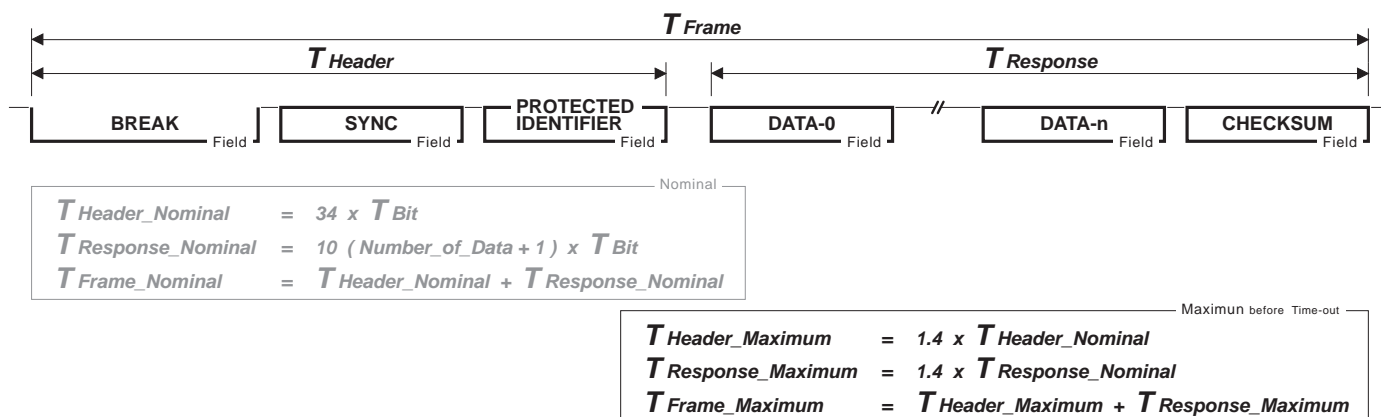 T Frame
T Header T Response
BREAK Field SYNC Field PROTECTED IDENTIFIER Field DATA-0 Field // DATA-n Field CHECKSUM Field
Nominal
T Header_Nominal = 34 x T Bit
T Response_Nominal = 10 ( Number_of_Data + 1 ) x T Bit
T Frame_Nominal = T Header_Nominal + T Response_Nominal
Maximun before Time-out
T Header_Maximum = 1.4 x T Header_Nominal
T Response_Maximum = 1.4 x T Response_Nominal
T Frame_Maximum = T Header_Maximum + T Response_Maximum